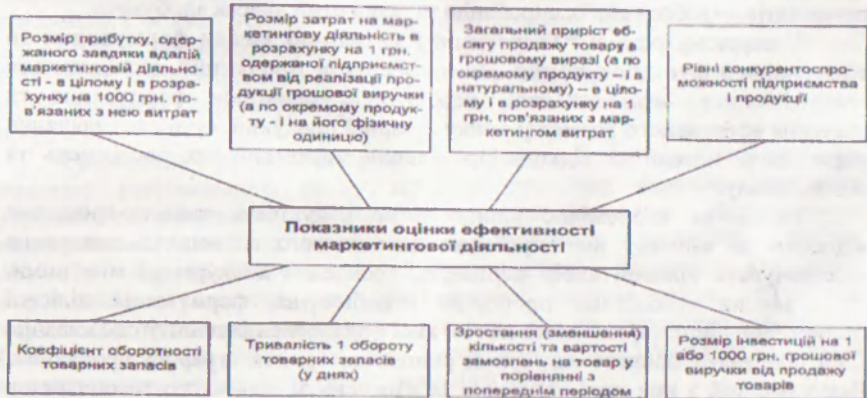 Розмір прибутку, одер-
жаного завдяки вдалій
маркетинговій діяльно-
сті - в цілому і в розра-
хунку на 1000 грн. по-
в'язаних з нею витрат
Розмір затрат на мар-
кетингову діяльність в
розрахунку на 1 грн.
одержаної підприємст-
вом від реалізації про-
дукції грошової виручки
(а по окремому продук-
ту - і на його фізичну
одиницю)
Загальний приріст об-
сягу продажу товару в
грошовому виразі (а по
окремому продукту – і в
натуральному) – в ціло-
му і в розрахунку на 1
грн. пов'язаних з мар-
кетингом витрат
Рівні конкурентоспро-
можності підприємства
і продукції
Показники оцінки ефективності
маркетингової діяльності
Коефіцієнт оборотності
товарних запасів
Тривалість 1 обороту
товарних запасів
(у днях)
Зростання (зменшення)
кількості та вартості
замовлень на товар у
порівнянні з
попереднім періодом
Розмір інвестицій на 1
або 1000 грн. грошової
виручки від продажу
товарів